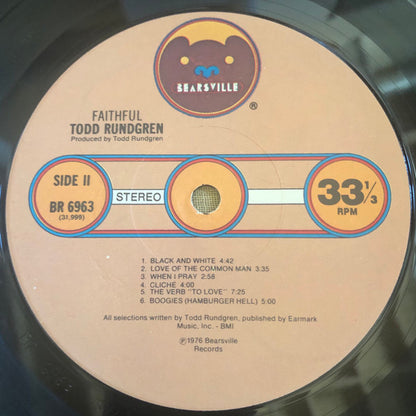 BEARSVILLE
®
FAITHFUL
TODD RUNDGREN
Produced by Todd Rundgren
SIDE II
STEREO
33 1/3
RPM
BR 6963
(31,999)
1. BLACK AND WHITE 4:42
2. LOVE OF THE COMMON MAN 3:35
3. WHEN I PRAY 2:58
4. CLICHE 4:00
5. THE VERB "TO LOVE" 7:25
6. BOOGIES (HAMBURGER HELL) 5:00
All selections written by Todd Rundgren, published by Earmark
Music, Inc. - BMI
Ⓟ1976 Bearsville
Records